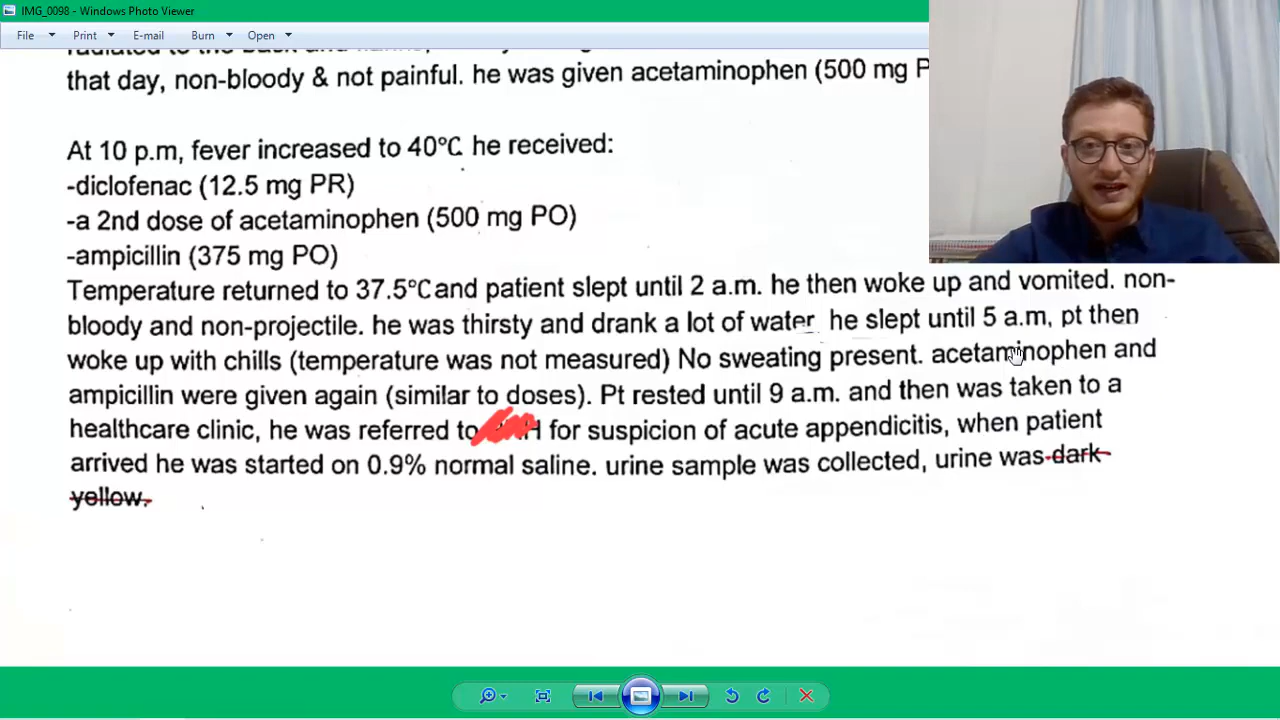 IMG_0098 - Windows Photo Viewer
File Print E-mail Burn Open
radiated to the back and
that day, non-bloody & not painful. he was given acetaminophen (500 mg P
At 10 p.m, fever increased to 40°C he received:
-diclofenac (12.5 mg PR)
-a 2nd dose of acetaminophen (500 mg PO)
-ampicillin (375 mg PO)
Temperature returned to 37.5°C and patient slept until 2 a.m. he then woke up and vomited. non-
bloody and non-projectile. he was thirsty and drank a lot of water he slept until 5 a.m, pt then
woke up with chills (temperature was not measured) No sweating present. acetaminophen and
ampicillin were given again (similar to doses). Pt rested until 9 a.m. and then was taken to a
healthcare clinic, he was referred to for suspicion of acute appendicitis, when patient
arrived he was started on 0.9% normal saline. urine sample was collected, urine was dark
yellow.